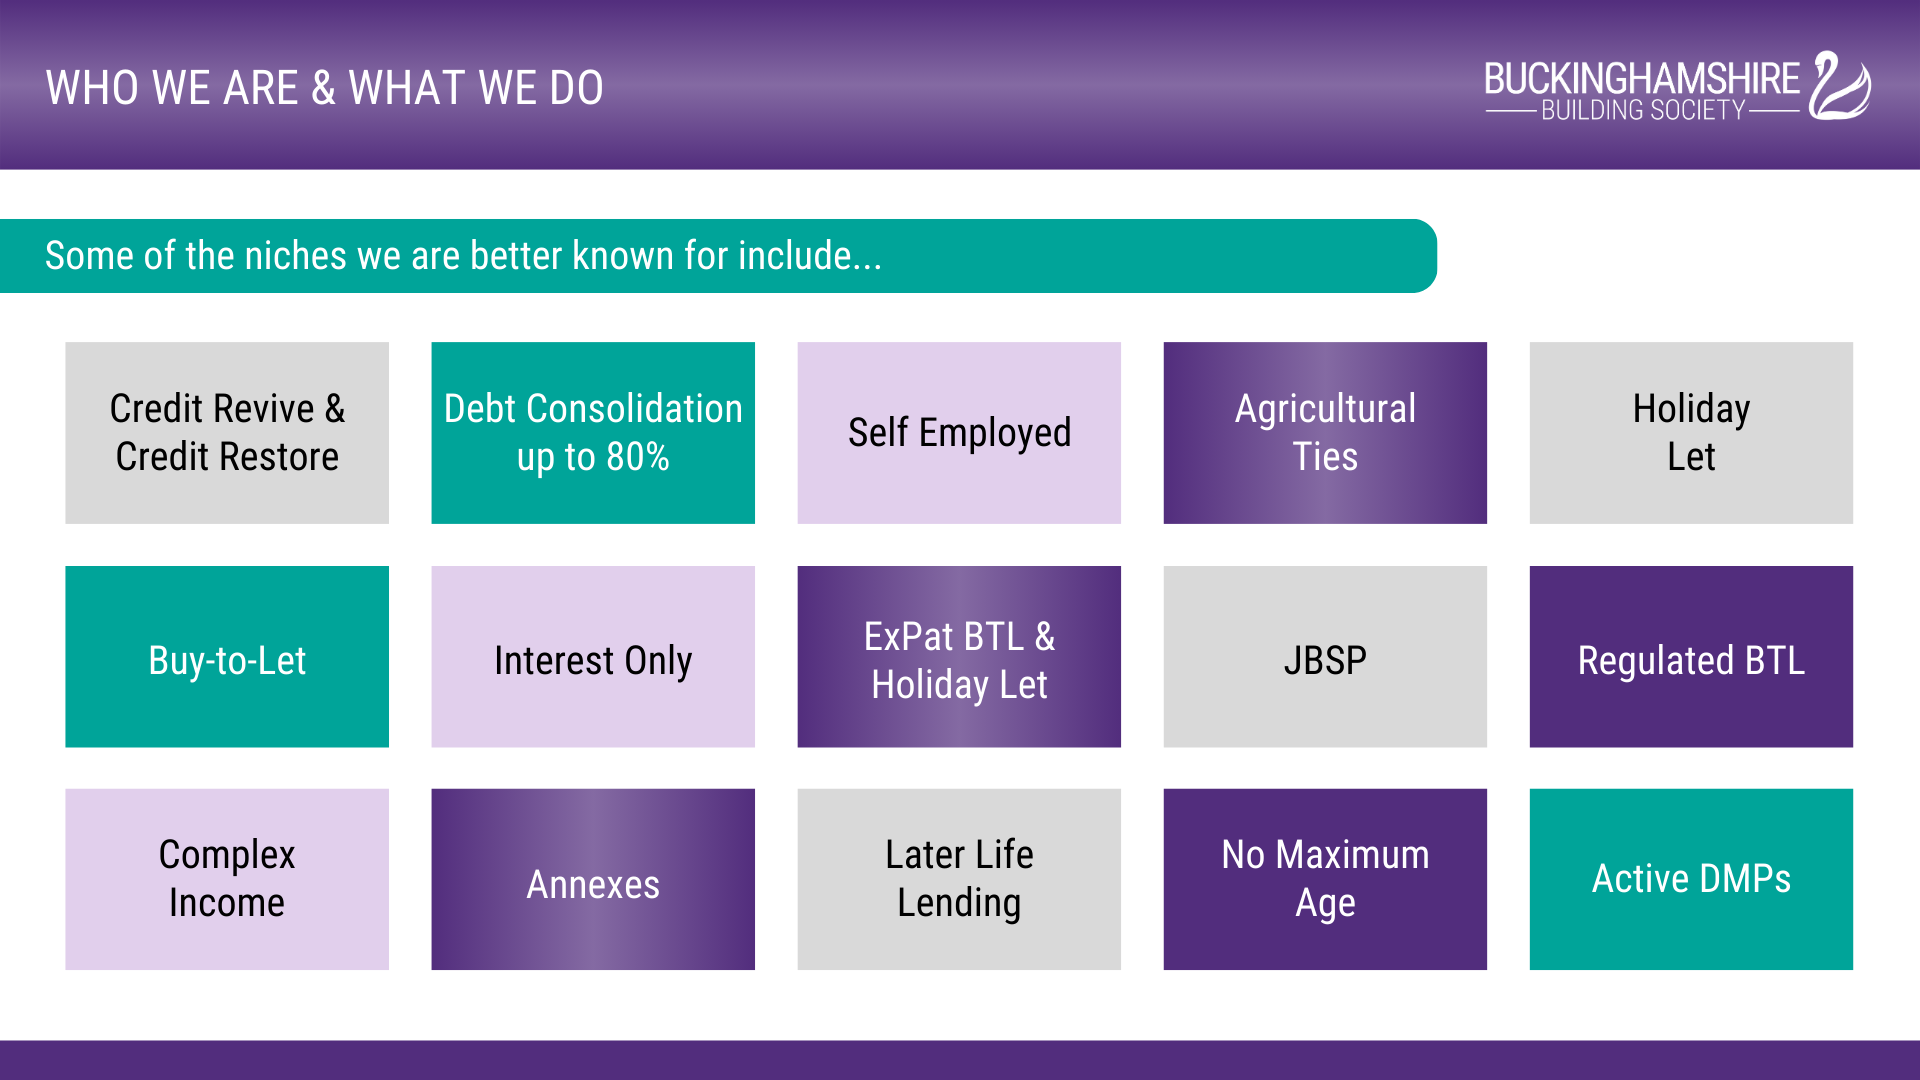 WHO WE ARE & WHAT WE DO
BUCKINGHAMSHIRE
BUILDING SOCIETY
Some of the niches we are better known for include...
Credit Revive &
Credit Restore
Debt Consolidation
up to 80%
Self Employed
Agricultural
Ties
Holiday
Let
Buy-to-Let
Interest Only
ExPat BTL &
Holiday Let
JBSP
Regulated BTL
Complex
Income
Annexes
Later Life
Lending
No Maximum
Age
Active DMPs